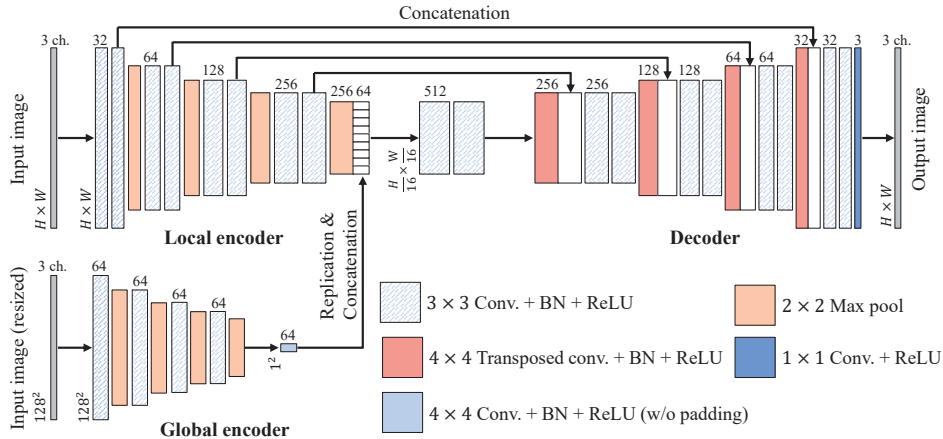 Concatenation
3 ch.
32
64
128
256
256 64
512
256
256
128
128
64
64
32
32
3
3 ch.
Input image
H × W
H × W
H/16 × W/16
H × W
Output image
Local encoder
Decoder
Replication &
Concatenation
3 ch.
64
64
64
64
64
Input image (resized)
128²
128²
1²
Global encoder
3 × 3 Conv. + BN + ReLU
2 × 2 Max pool
4 × 4 Transposed conv. + BN + ReLU
1 × 1 Conv. + ReLU
4 × 4 Conv. + BN + ReLU (w/o padding)